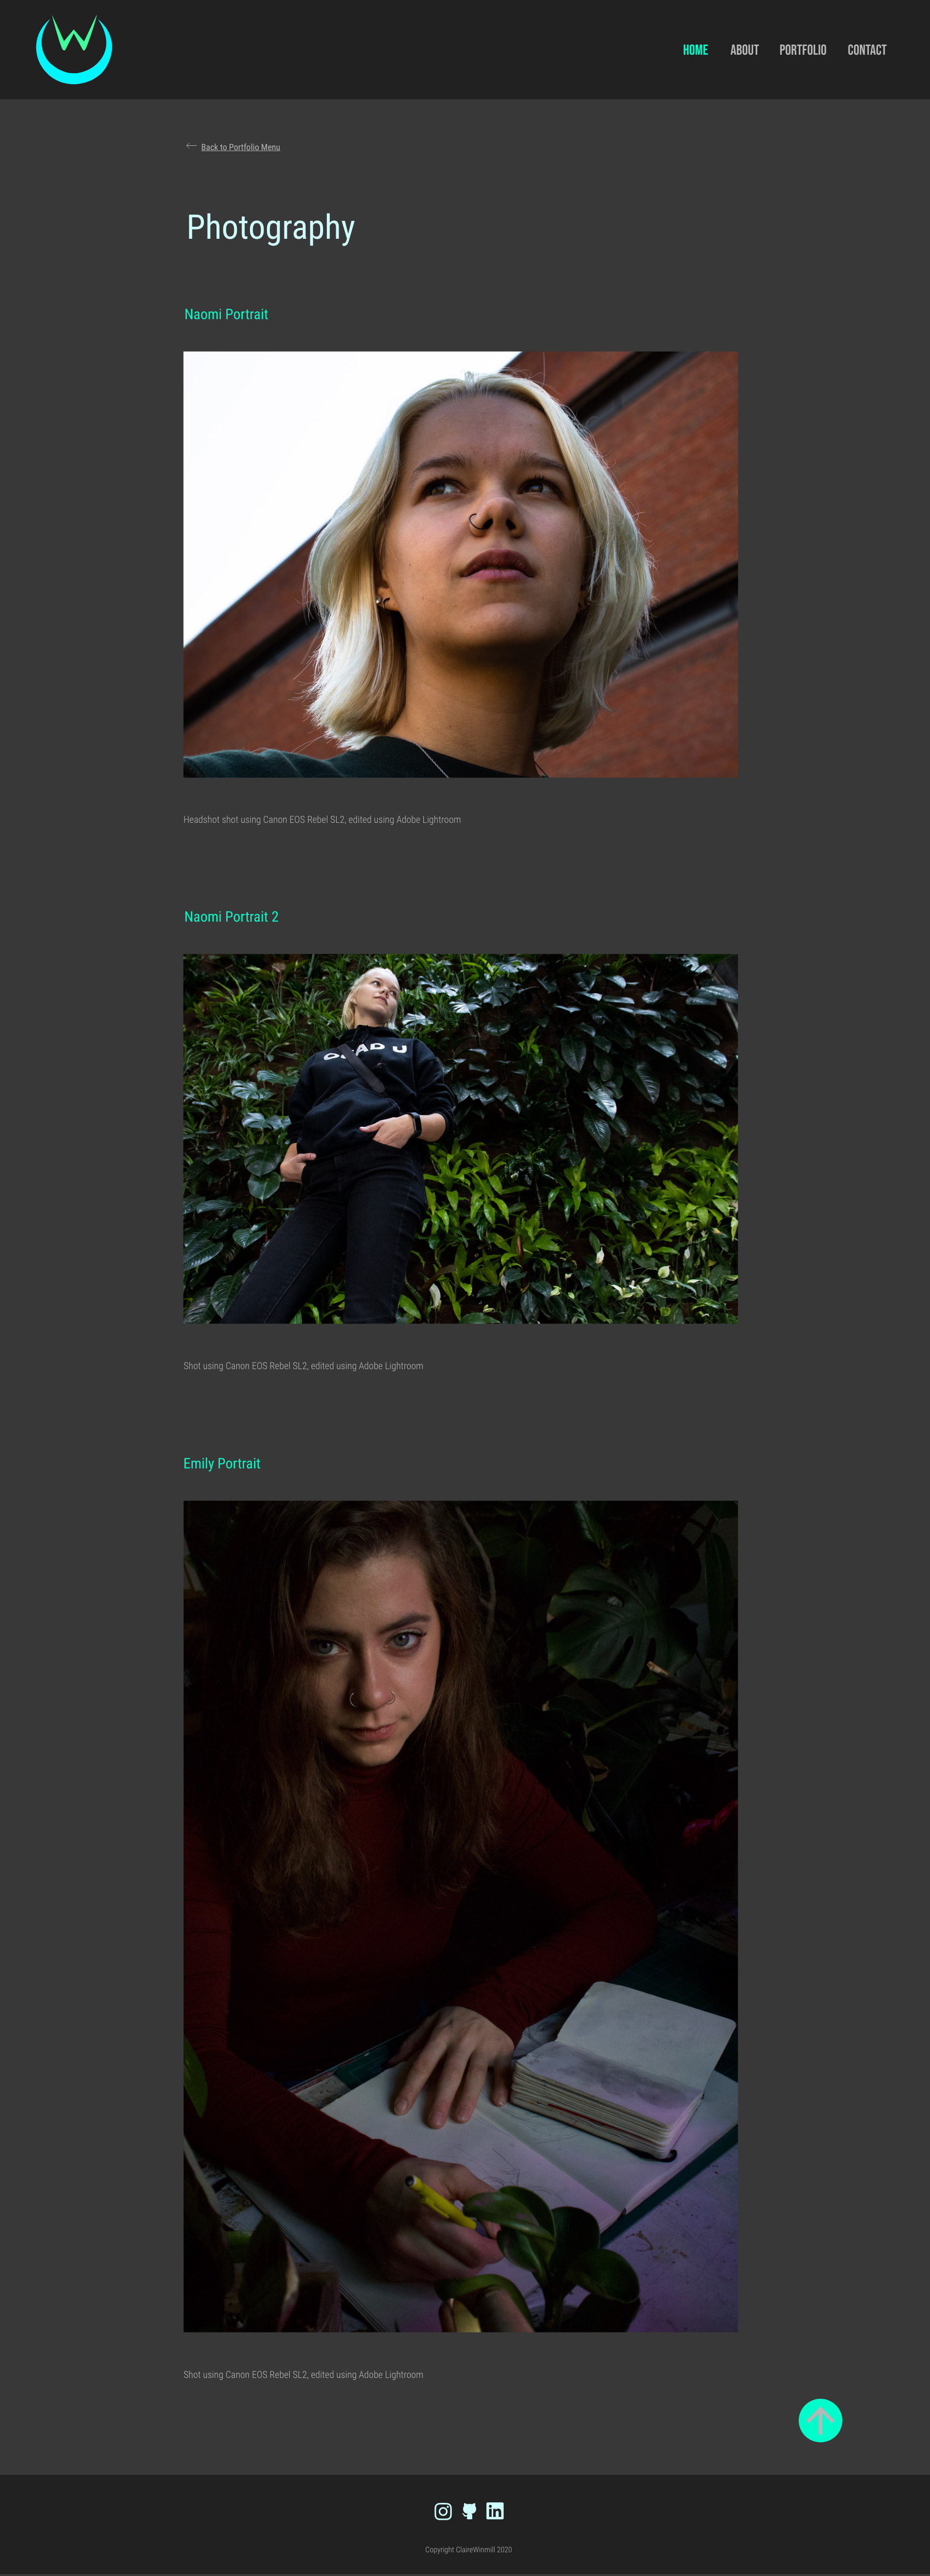 W
HOME ABOUT PORTFOLIO CONTACT
Back to Portfolio Menu
Photography
Naomi Portrait
Headshot shot using Canon EOS Rebel SL2, edited using Adobe Lightroom
Naomi Portrait 2
Shot using Canon EOS Rebel SL2, edited using Adobe Lightroom
Emily Portrait
Shot using Canon EOS Rebel SL2, edited using Adobe Lightroom
in
Copyright ClaireWinmill 2020